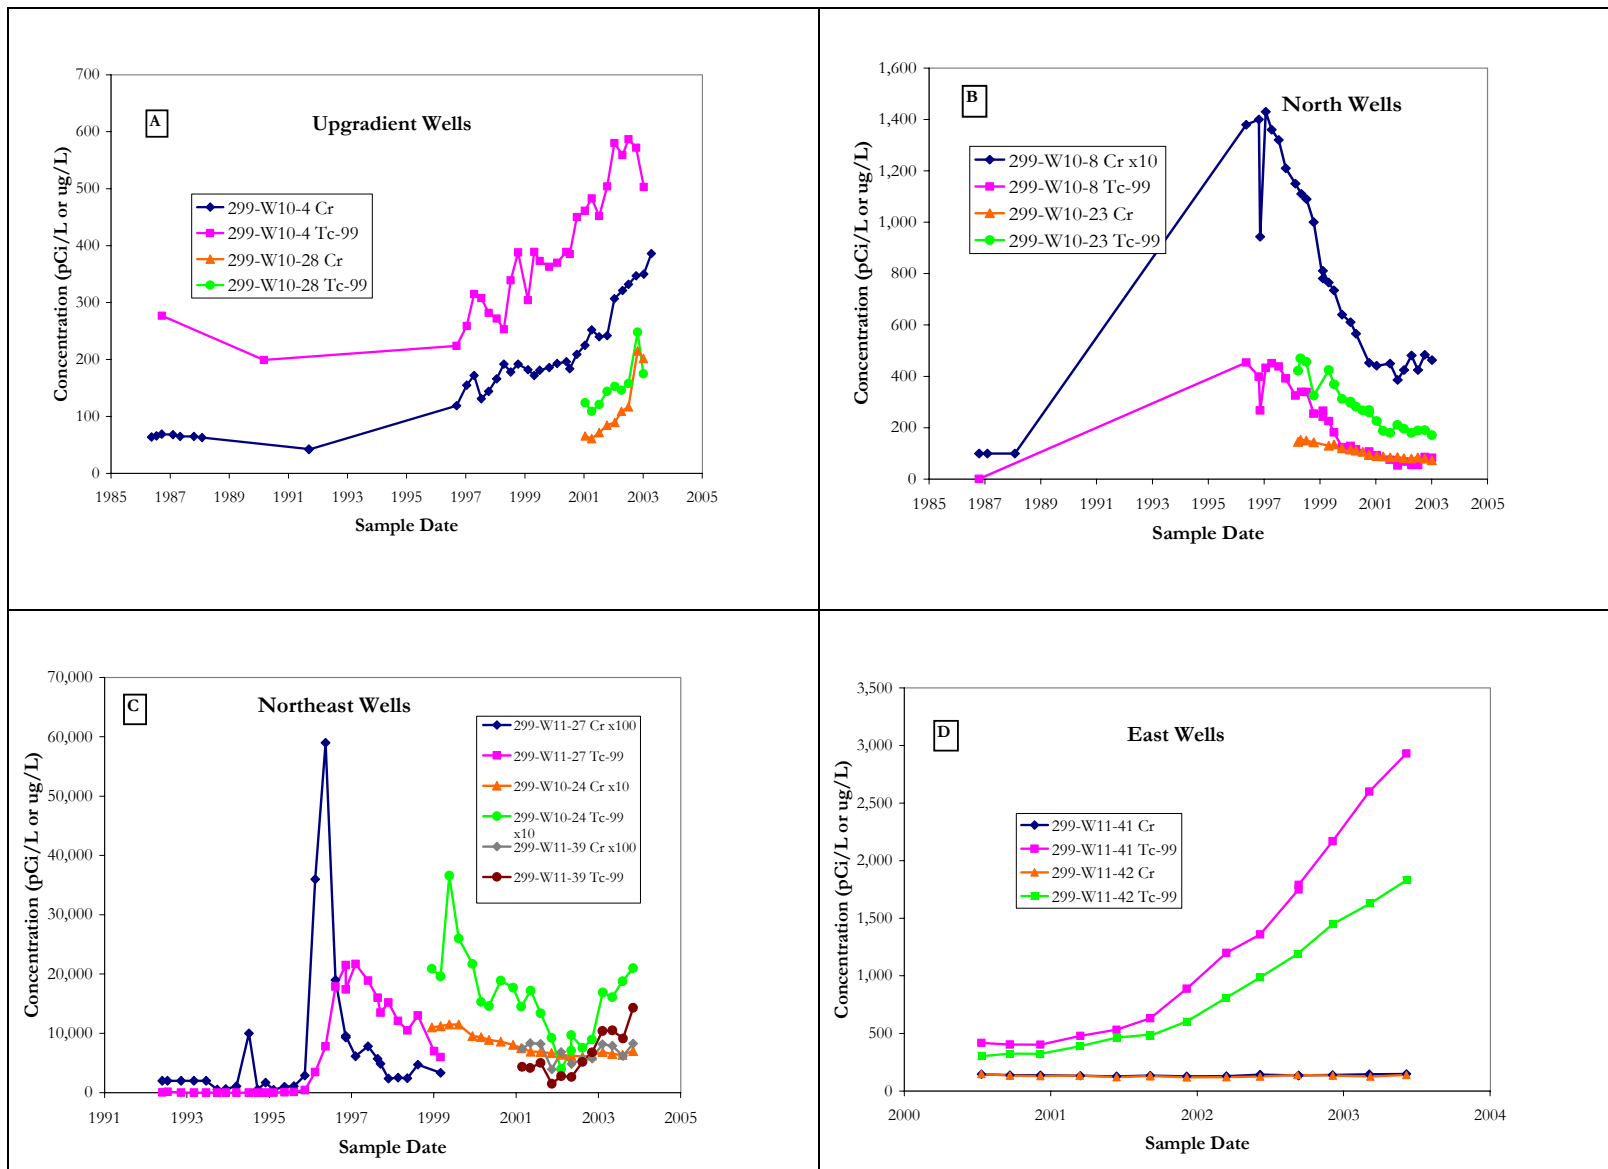 A
Upgradient Wells
Concentration (pCi/L or ug/L)
700
600
500
400
300
200
100
0
299-W10-4 Cr
299-W10-4 Tc-99
299-W10-28 Cr
299-W10-28 Tc-99
1985 1987 1989 1991 1993 1995 1997 1999 2001 2003 2005
Sample Date
B
North Wells
Concentration (pCi/L or ug/L)
1,600
1,400
1,200
1,000
800
600
400
200
0
299-W10-8 Cr x10
299-W10-8 Tc-99
299-W10-23 Cr
299-W10-23 Tc-99
1985 1987 1989 1991 1993 1995 1997 1999 2001 2003 2005
Sample Date
C
Northeast Wells
Concentration (pCi/L or ug/L)
70,000
60,000
50,000
40,000
30,000
20,000
10,000
0
299-W11-27 Cr x100
299-W11-27 Tc-99
299-W10-24 Cr x10
299-W10-24 Tc-99
x10
299-W11-39 Cr x100
299-W11-39 Tc-99
1991 1993 1995 1997 1999 2001 2003 2005
Sample Date
D
East Wells
Concentration (pCi/L or ug/L)
3,500
3,000
2,500
2,000
1,500
1,000
500
0
299-W11-41 Cr
299-W11-41 Tc-99
299-W11-42 Cr
299-W11-42 Tc-99
2000 2001 2002 2003 2004
Sample Date